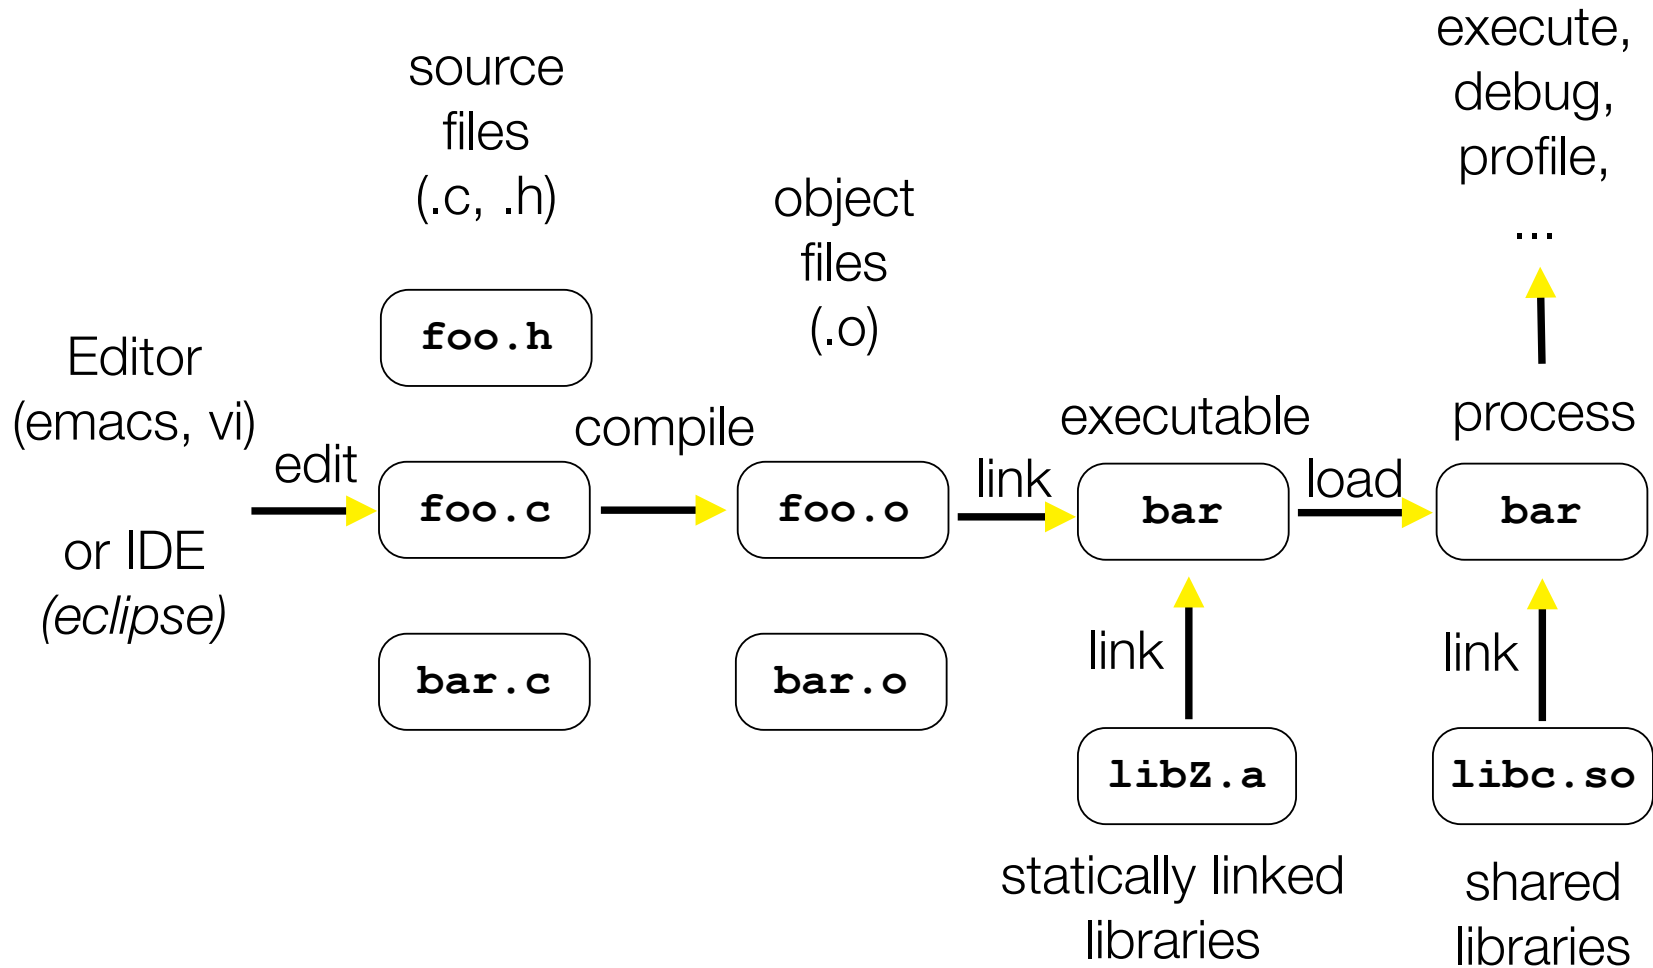 Editor
(emacs, vi)
or IDE
(eclipse)
edit
source
files
(.c, .h)
foo.h
foo.c
bar.c
compile
object
files
(.o)
foo.o
bar.o
link
executable
bar
link
libZ.a
statically linked
libraries
load
execute,
debug,
profile,
...
process
bar
link
libc.so
shared
libraries